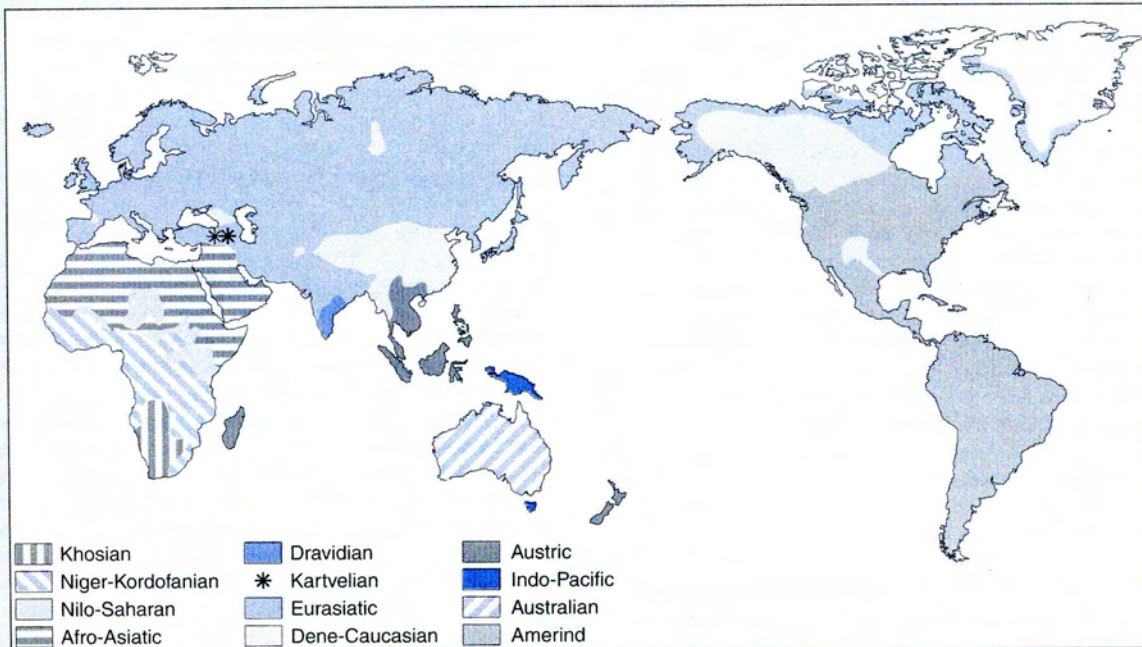 Khosian
Niger-Kordofanian
Nilo-Saharan
Afro-Asiatic
Dravidian
Kartvelian
Eurasiatic
Dene-Caucasian
Austric
Indo-Pacific
Australian
Amerind